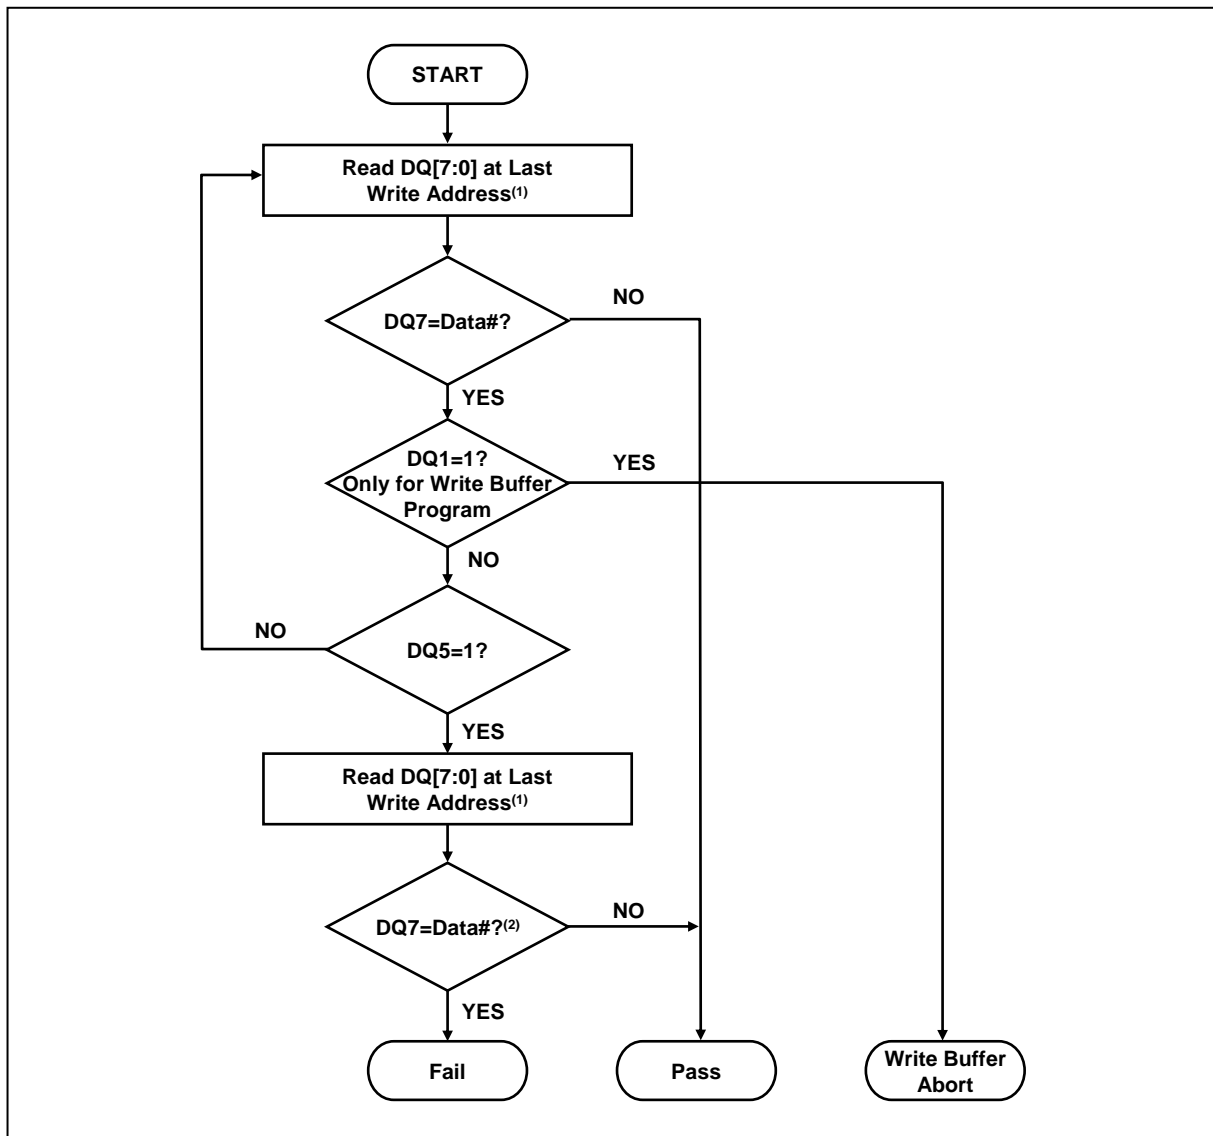 START
Read DQ[7:0] at Last
Write Address(1)
NO
DQ7=Data#?
YES
DQ1=1?
Only for Write Buffer
Program
YES
NO
NO
DQ5=1?
YES
Read DQ[7:0] at Last
Write Address(1)
DQ7=Data#?(2)
NO
YES
Fail
Pass
Write Buffer
Abort